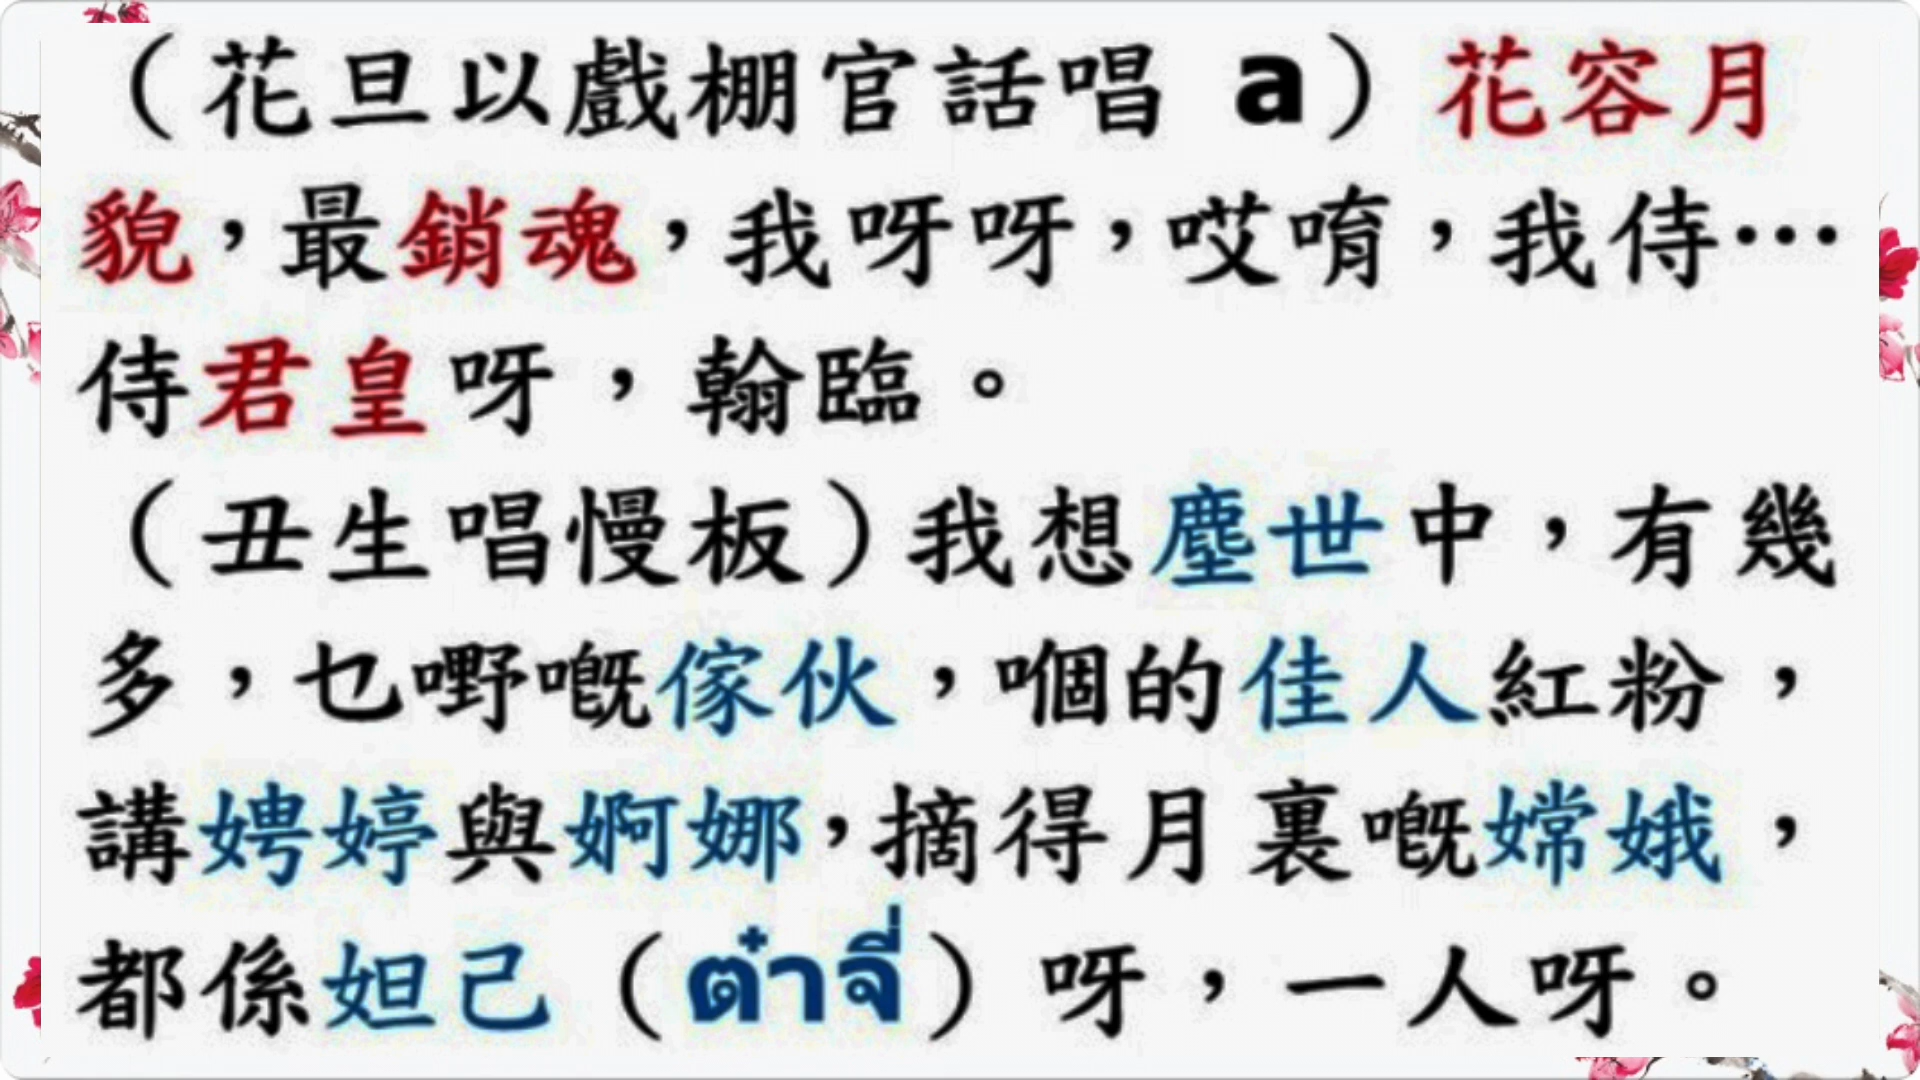 （花旦以戲棚官話唱 a）花容月
貌，最銷魂，我呀呀，哎唷，我侍…
侍君皇呀，翰臨。
（丑生唱慢板）我想塵世中，有幾
多，乜嘢嘅傢伙，嗰的佳人紅粉，
講娉婷與婀娜，摘得月裏嘅嫦娥，
都係妲己（ต๋าจี่）呀，一人呀。